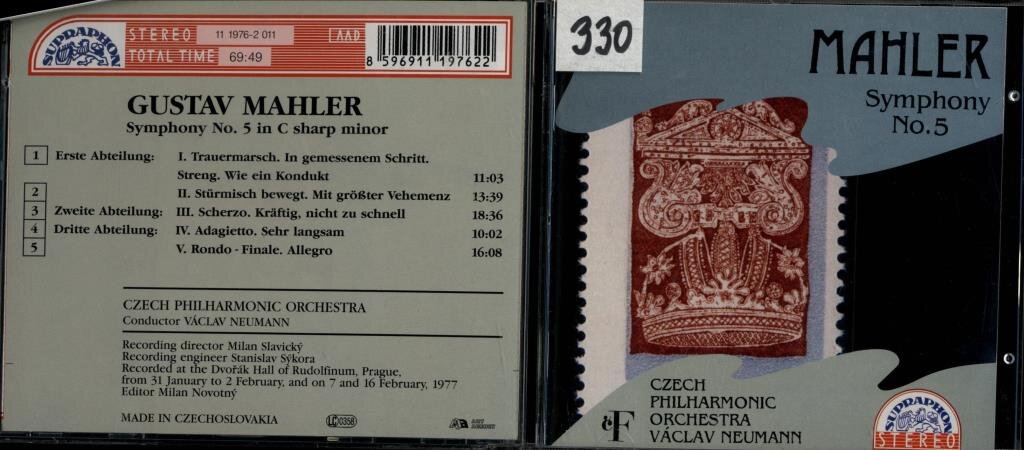 SUPRAPHON
STEREO
11 1976-2 011
TOTAL TIME
69:49
AAD
8 596911 197622
GUSTAV MAHLER
Symphony No. 5 in C sharp minor
1 Erste Abteilung: I. Trauermarsch. In gemessenem Schritt.
Streng. Wie ein Kondukt 11:03
2 II. Stürmisch bewegt. Mit größter Vehemenz 13:39
3 Zweite Abteilung: III. Scherzo. Kräftig, nicht zu schnell 18:36
4 Dritte Abteilung: IV. Adagietto. Sehr langsam 10:02
5 V. Rondo - Finale. Allegro 16:08
CZECH PHILHARMONIC ORCHESTRA
Conductor VÁCLAV NEUMANN
Recording director Milan Slavický
Recording engineer Stanislav Sýkora
Recorded at the Dvořák Hall of Rudolfinum, Prague,
from 31 January to 2 February, and on 7 and 16 February, 1977
Editor Milan Novotný
MADE IN CZECHOSLOVAKIA
LC 0358
330
MAHLER
Symphony
No. 5
CZECH
PHILHARMONIC
ORCHESTRA
VÁCLAV NEUMANN
čF
SUPRAPHON
STEREO